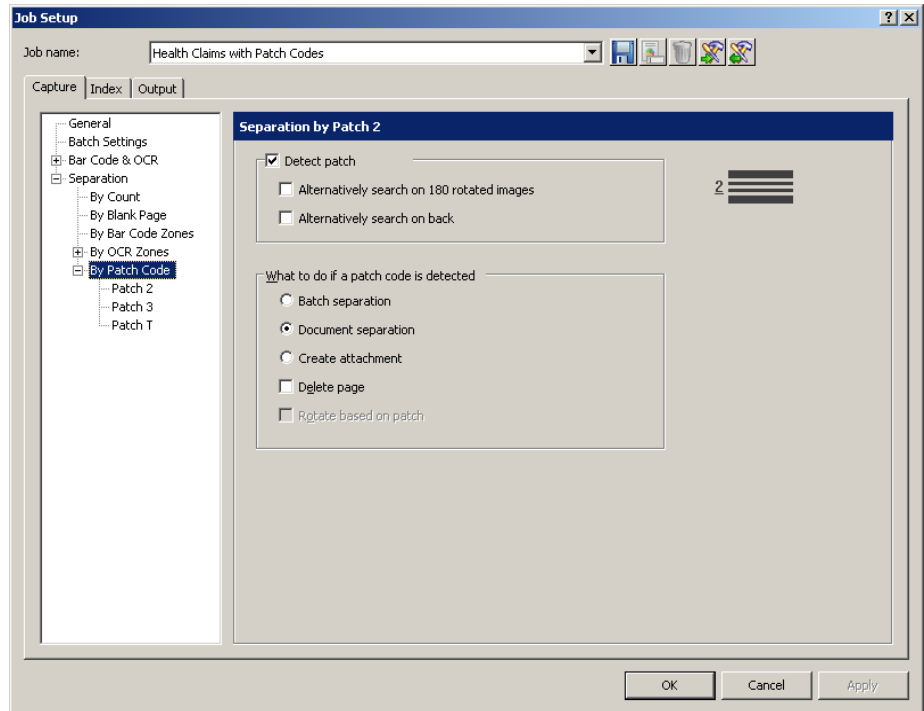 Job Setup
Job name:
Health Claims with Patch Codes
Capture
Index
Output
General
Batch Settings
Bar Code & OCR
Separation
By Count
By Blank Page
By Bar Code Zones
By OCR Zones
By Patch Code
Patch 2
Patch 3
Patch T
Separation by Patch 2
Detect patch
Alternatively search on 180 rotated images
Alternatively search on back
2
What to do if a patch code is detected
Batch separation
Document separation
Create attachment
Delete page
Rotate based on patch
OK
Cancel
Apply